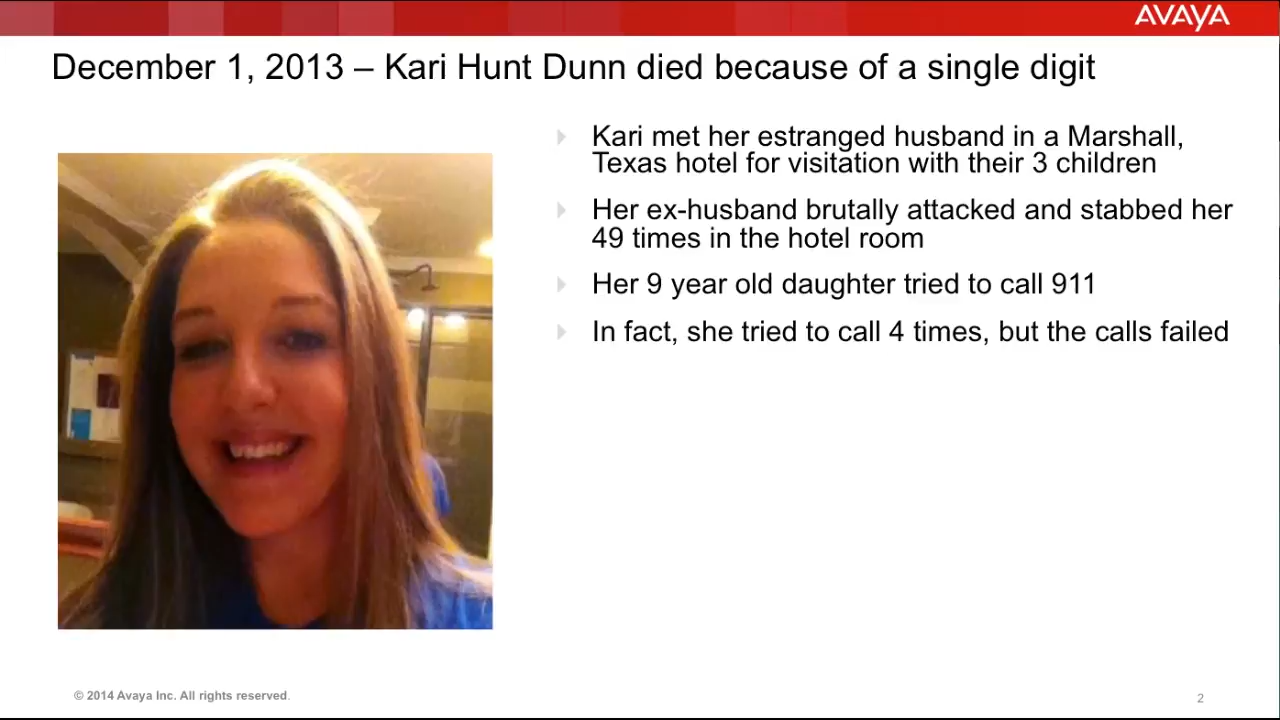 AVAYA
December 1, 2013 – Kari Hunt Dunn died because of a single digit
Kari met her estranged husband in a Marshall,
Texas hotel for visitation with their 3 children
Her ex-husband brutally attacked and stabbed her
49 times in the hotel room
Her 9 year old daughter tried to call 911
In fact, she tried to call 4 times, but the calls failed
© 2014 Avaya Inc. All rights reserved.
2